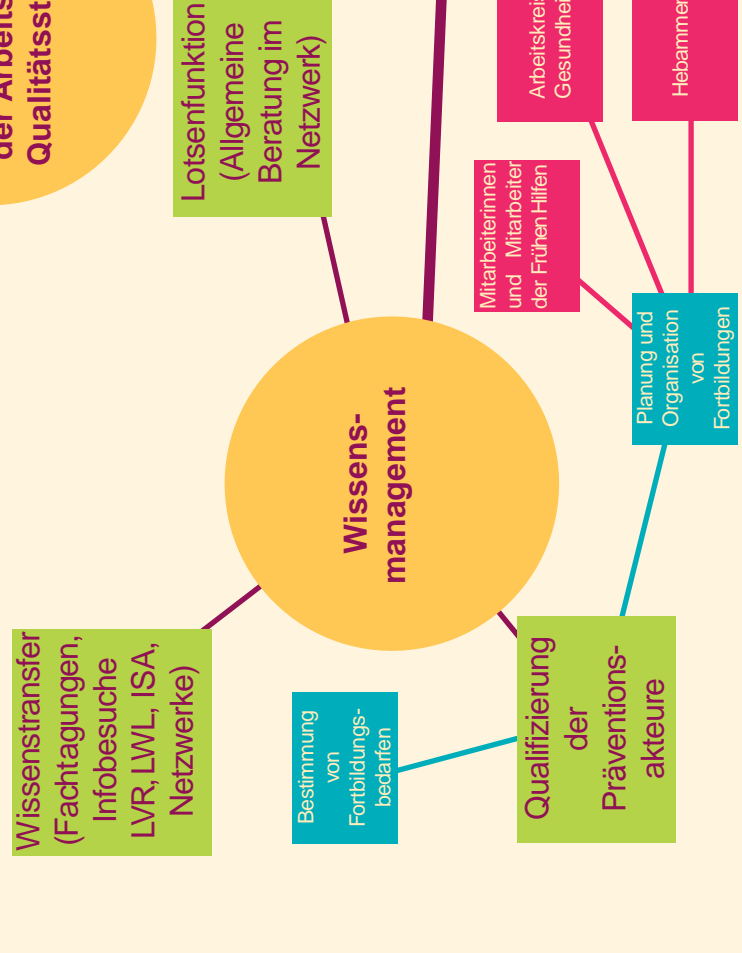 der Arbeits
Qualitätsst
Lotsenfunktion
(Allgemeine
Beratung im
Netzwerk)
Wissens-
management
Wissenstransfer
(Fachtagungen,
Infobesuche
LVR, LWL, ISA,
Netzwerke)
Bestimmung
von
Fortbildungs-
bedarfen
Qualifizierung
der
Präventions-
akteure
Planung und
Organisation
von
Fortbildungen
Mitarbeiterinnen
und Mitarbeiter
der Frühen Hilfen
Arbeitskreis
Gesundhei
Hebammen